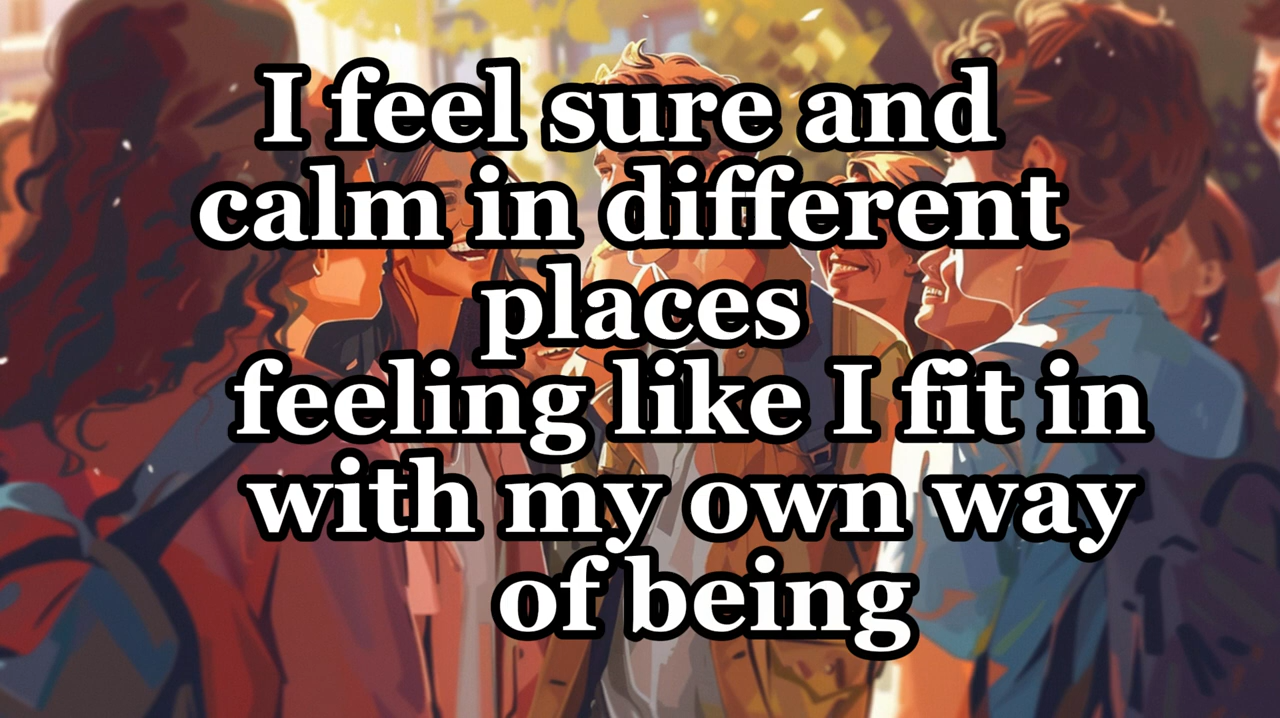 I feel sure and
calm in different
places
feeling like I fit in
with my own way
of being